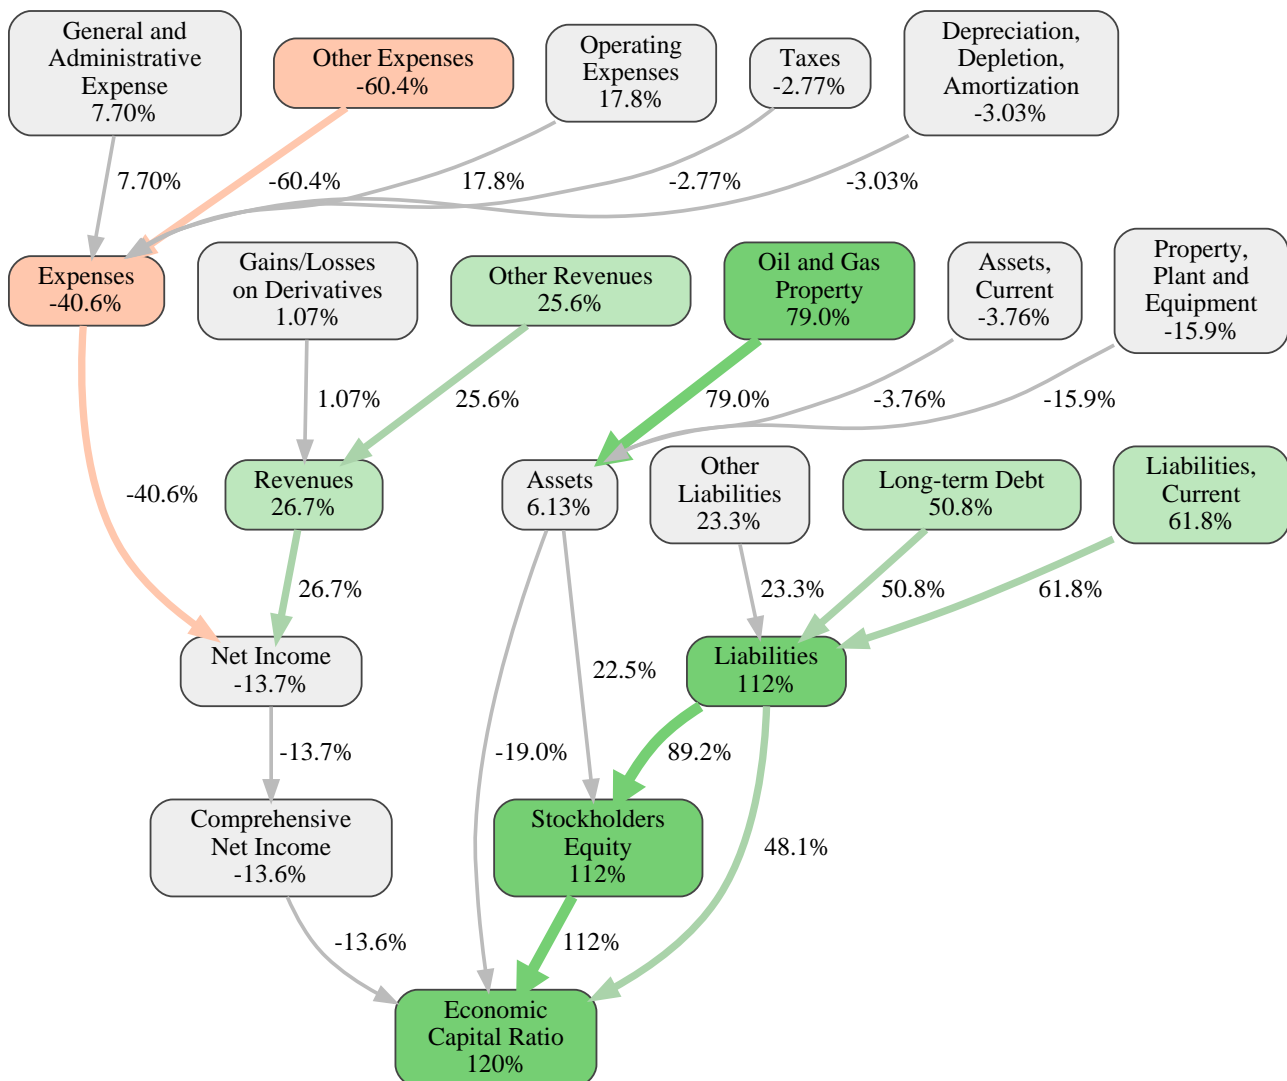 General and
Administrative
Expense
7.70%
Other Expenses
-60.4%
Operating
Expenses
17.8%
Taxes
-2.77%
Depreciation,
Depletion,
Amortization
-3.03%
7.70%
-60.4%
17.8%
-2.77%
-3.03%
Expenses
-40.6%
Gains/Losses
on Derivatives
1.07%
Other Revenues
25.6%
Oil and Gas
Property
79.0%
Assets,
Current
-3.76%
Property,
Plant and
Equipment
-15.9%
1.07%
25.6%
79.0%
-3.76%
-15.9%
-40.6%
Revenues
26.7%
Assets
6.13%
Other
Liabilities
23.3%
Long-term Debt
50.8%
Liabilities,
Current
61.8%
26.7%
23.3%
50.8%
61.8%
Net Income
-13.7%
22.5%
Liabilities
112%
-13.7%
-19.0%
89.2%
Comprehensive
Net Income
-13.6%
Stockholders
Equity
112%
48.1%
-13.6%
112%
Economic
Capital Ratio
120%